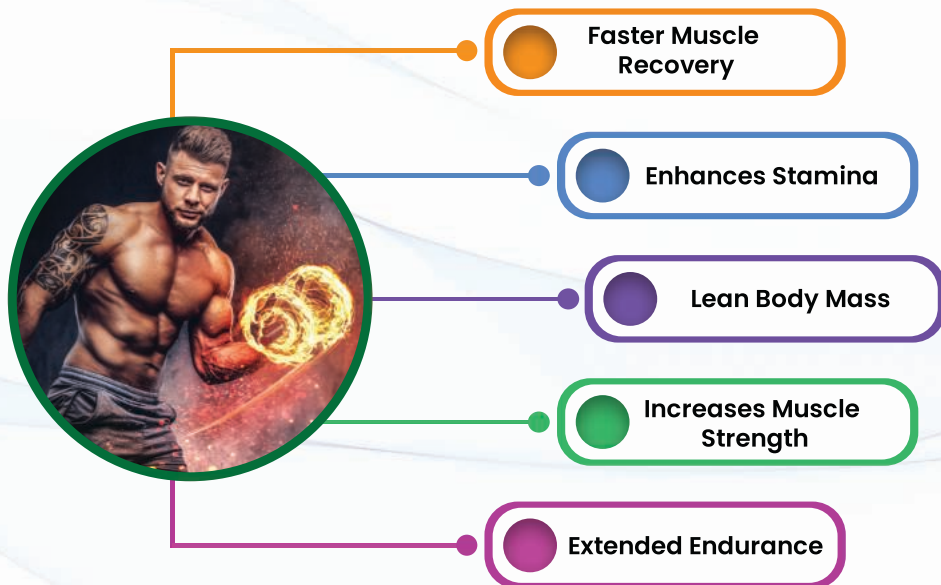 Faster Muscle
Recovery
Enhances Stamina
Lean Body Mass
Increases Muscle
Strength
Extended Endurance